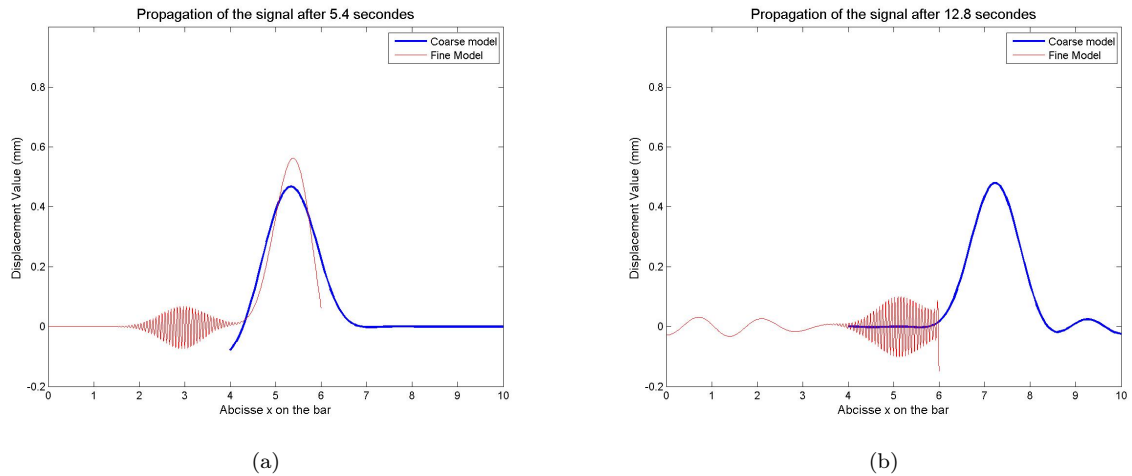 Propagation of the signal after 5.4 secondes
Coarse model
Fine Model
0.8
0.6
0.4
0.2
0
-0.2
Displacement Value (mm)
0 1 2 3 4 5 6 7 8 9 10
Abcisse x on the bar
(a)
Propagation of the signal after 12.8 secondes
Coarse model
Fine Model
0.8
0.6
0.4
0.2
0
-0.2
Displacement Value (mm)
0 1 2 3 4 5 6 7 8 9 10
Abcisse x on the bar
(b)